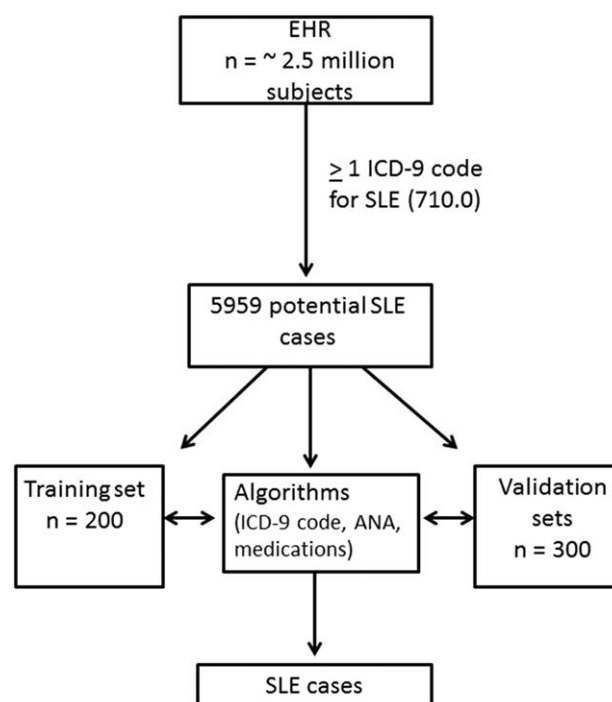 EHR
n = ~ 2.5 million
subjects
≥ 1 ICD-9 code
for SLE (710.0)
5959 potential SLE
cases
Training set
n = 200
Algorithms
(ICD-9 code, ANA,
medications)
Validation
sets
n = 300
SLE cases